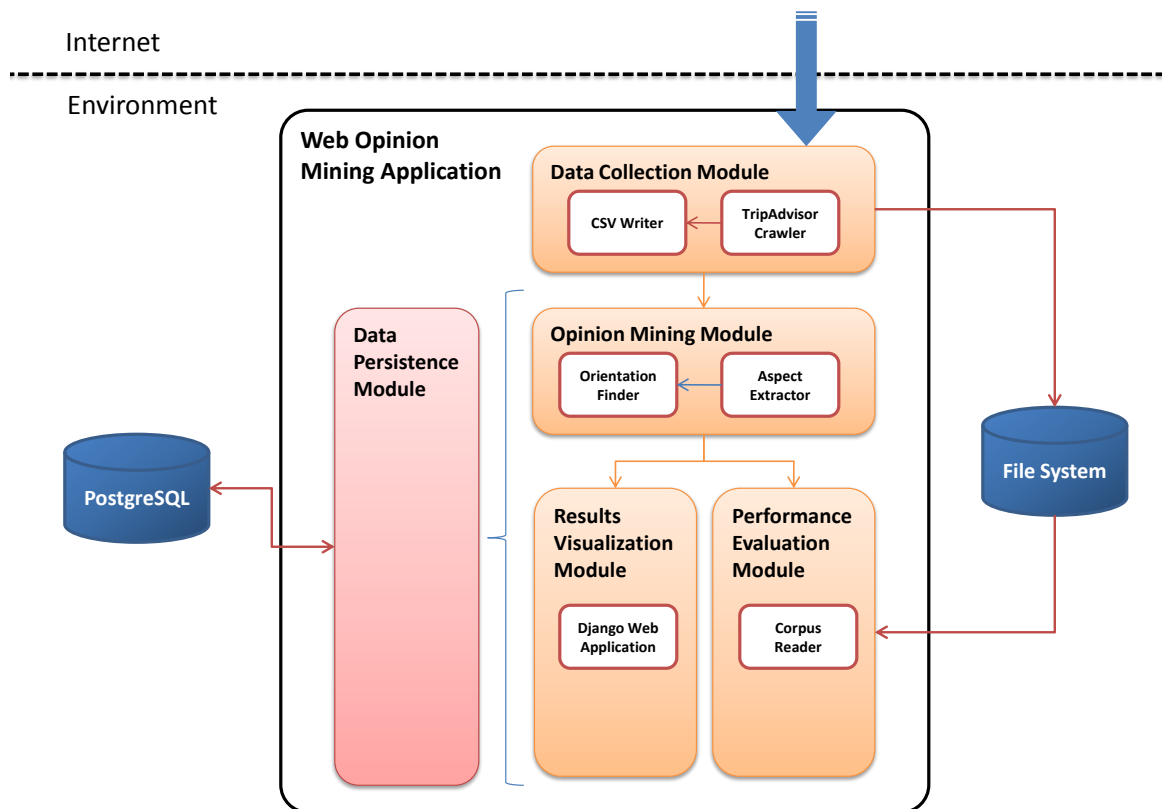 Internet
Environment
Web Opinion
Mining Application
Data Collection Module
CSV Writer
TripAdvisor
Crawler
Data
Persistence
Module
Opinion Mining Module
Orientation
Finder
Aspect
Extractor
PostgreSQL
File System
Results
Visualization
Module
Performance
Evaluation
Module
Django Web
Application
Corpus
Reader